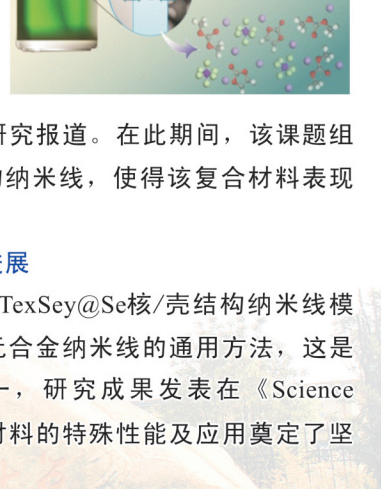 研究报道。在此期间，该课题组
纳米线，使得该复合材料表现
展
TexSey@Se核/壳结构纳米线模
元合金纳米线的通用方法，这是
一，研究成果发表在《Science
材料的特殊性能及应用奠定了坚